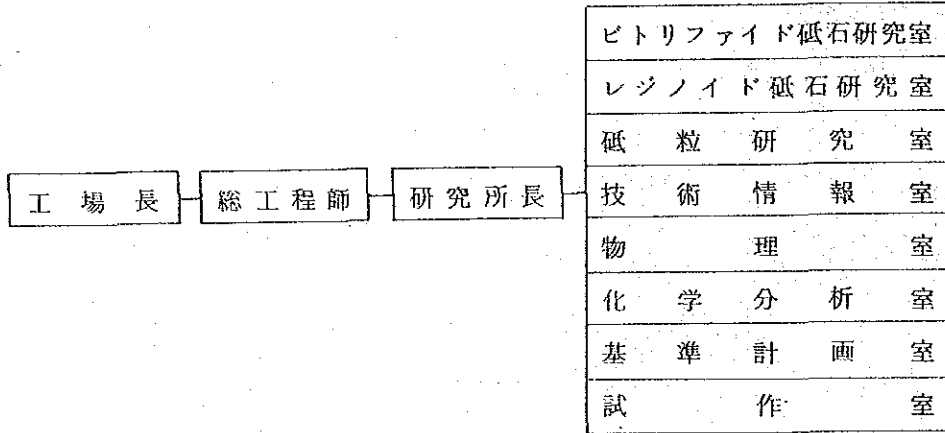 工場長
総工程師
研究所長
ビトリファイド砥石研究室
レジノイド砥石研究室
砥粒研究室
技術情報室
物理室
化学分析室
基準計画室
試作室